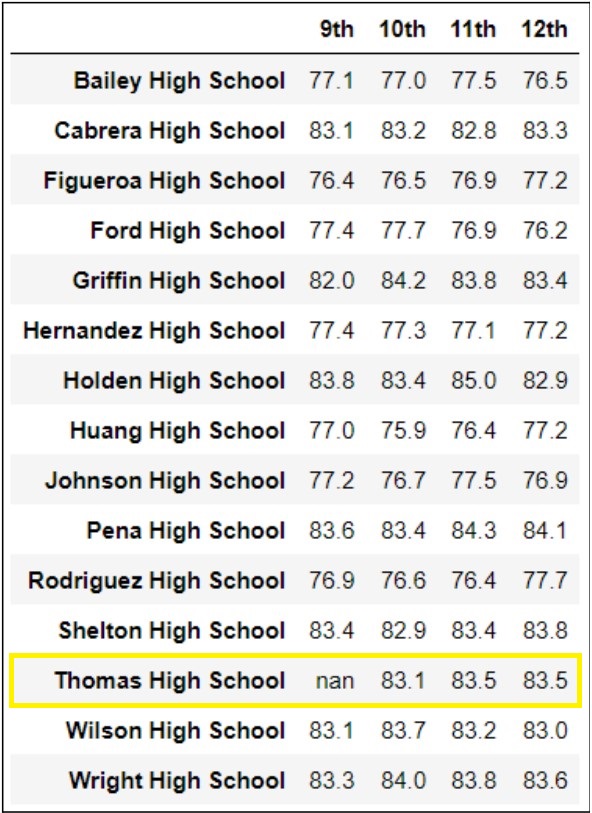 9th 10th 11th 12th
Bailey High School 77.1 77.0 77.5 76.5
Cabrera High School 83.1 83.2 82.8 83.3
Figueroa High School 76.4 76.5 76.9 77.2
Ford High School 77.4 77.7 76.9 76.2
Griffin High School 82.0 84.2 83.8 83.4
Hernandez High School 77.4 77.3 77.1 77.2
Holden High School 83.8 83.4 85.0 82.9
Huang High School 77.0 75.9 76.4 77.2
Johnson High School 77.2 76.7 77.5 76.9
Pena High School 83.6 83.4 84.3 84.1
Rodriguez High School 76.9 76.6 76.4 77.7
Shelton High School 83.4 82.9 83.4 83.8
Thomas High School nan 83.1 83.5 83.5
Wilson High School 83.1 83.7 83.2 83.0
Wright High School 83.3 84.0 83.8 83.6